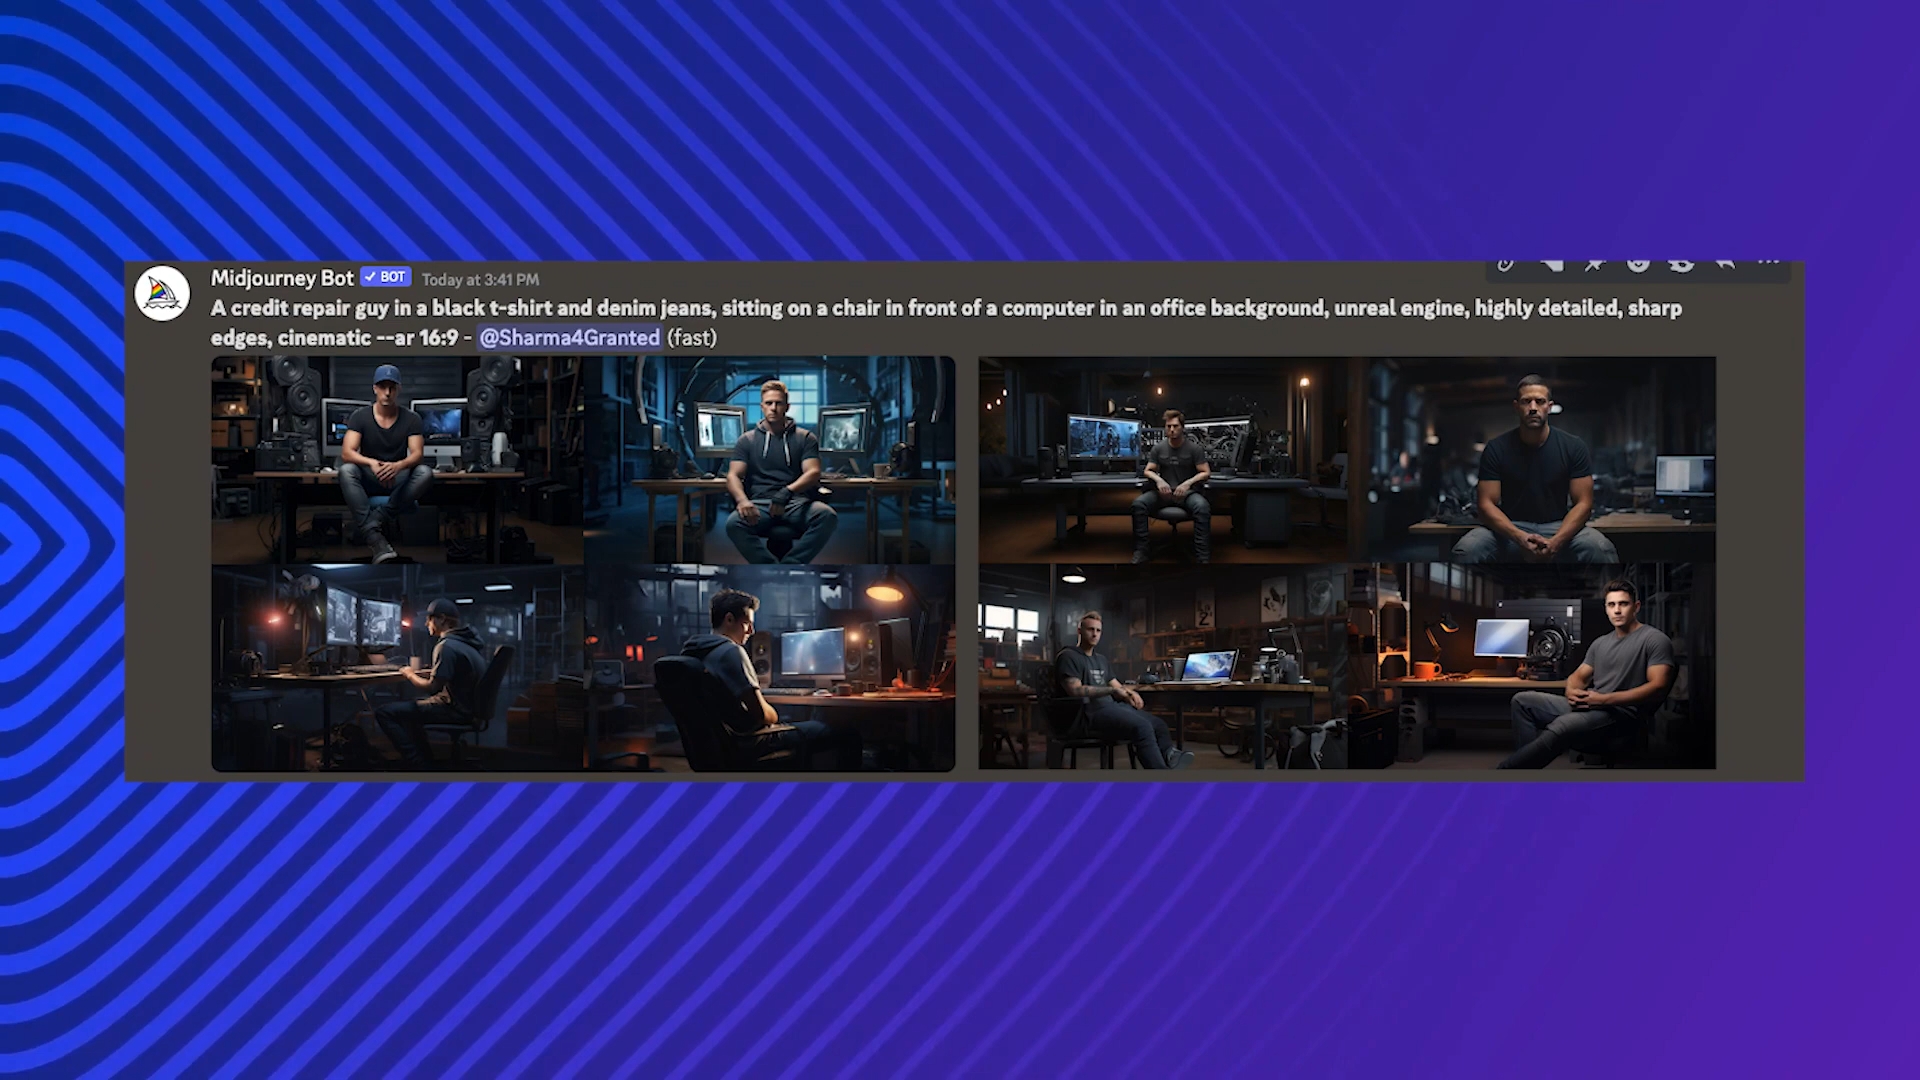 Midjourney Bot ✓ BOT Today at 3:41 PM
A credit repair guy in a black t-shirt and denim jeans, sitting on a chair in front of a computer in an office background, unreal engine, highly detailed, sharp
edges, cinematic --ar 16:9 - @Sharma4Granted (fast)